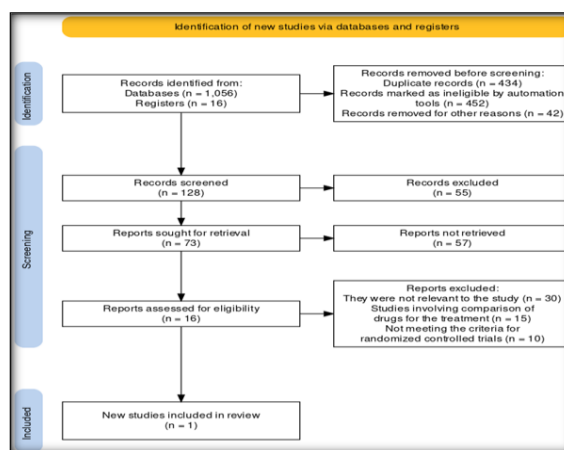 Identification of new studies via databases and registers
Identification
Records identified from:
Databases (n = 1,056)
Registers (n = 16)
Records removed before screening:
Duplicate records (n = 434)
Records marked as ineligible by automation
tools (n = 452)
Records removed for other reasons (n = 42)
Screening
Records screened
(n = 128)
Records excluded
(n = 55)
Reports sought for retrieval
(n = 73)
Reports not retrieved
(n = 57)
Reports assessed for eligibility
(n = 16)
Reports excluded:
They were not relevant to the study (n = 30)
Studies involving comparison of
drugs for the treatment (n = 15)
Not meeting the criteria for
randomized controlled trials (n = 10)
Included
New studies included in review
(n = 1)